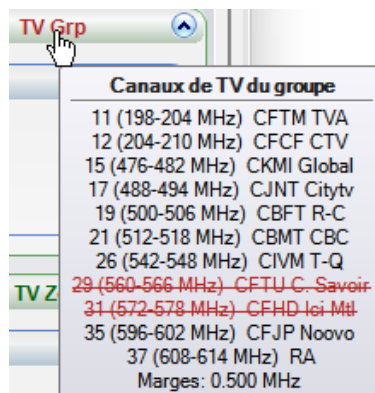 TV Grp
Canaux de TV du groupe
11 (198-204 MHz) CFTM TVA
12 (204-210 MHz) CFCF CTV
15 (476-482 MHz) CKMI Global
17 (488-494 MHz) CJNT Citytv
19 (500-506 MHz) CBFT R-C
21 (512-518 MHz) CBMT CBC
26 (542-548 MHz) CIVM T-Q
29 (560-566 MHz) CFTU C. Savoir
31 (572-578 MHz) CFHD Ici Mtl
35 (596-602 MHz) CFJP Noovo
37 (608-614 MHz) RA
Marges: 0.500 MHz
TV Z